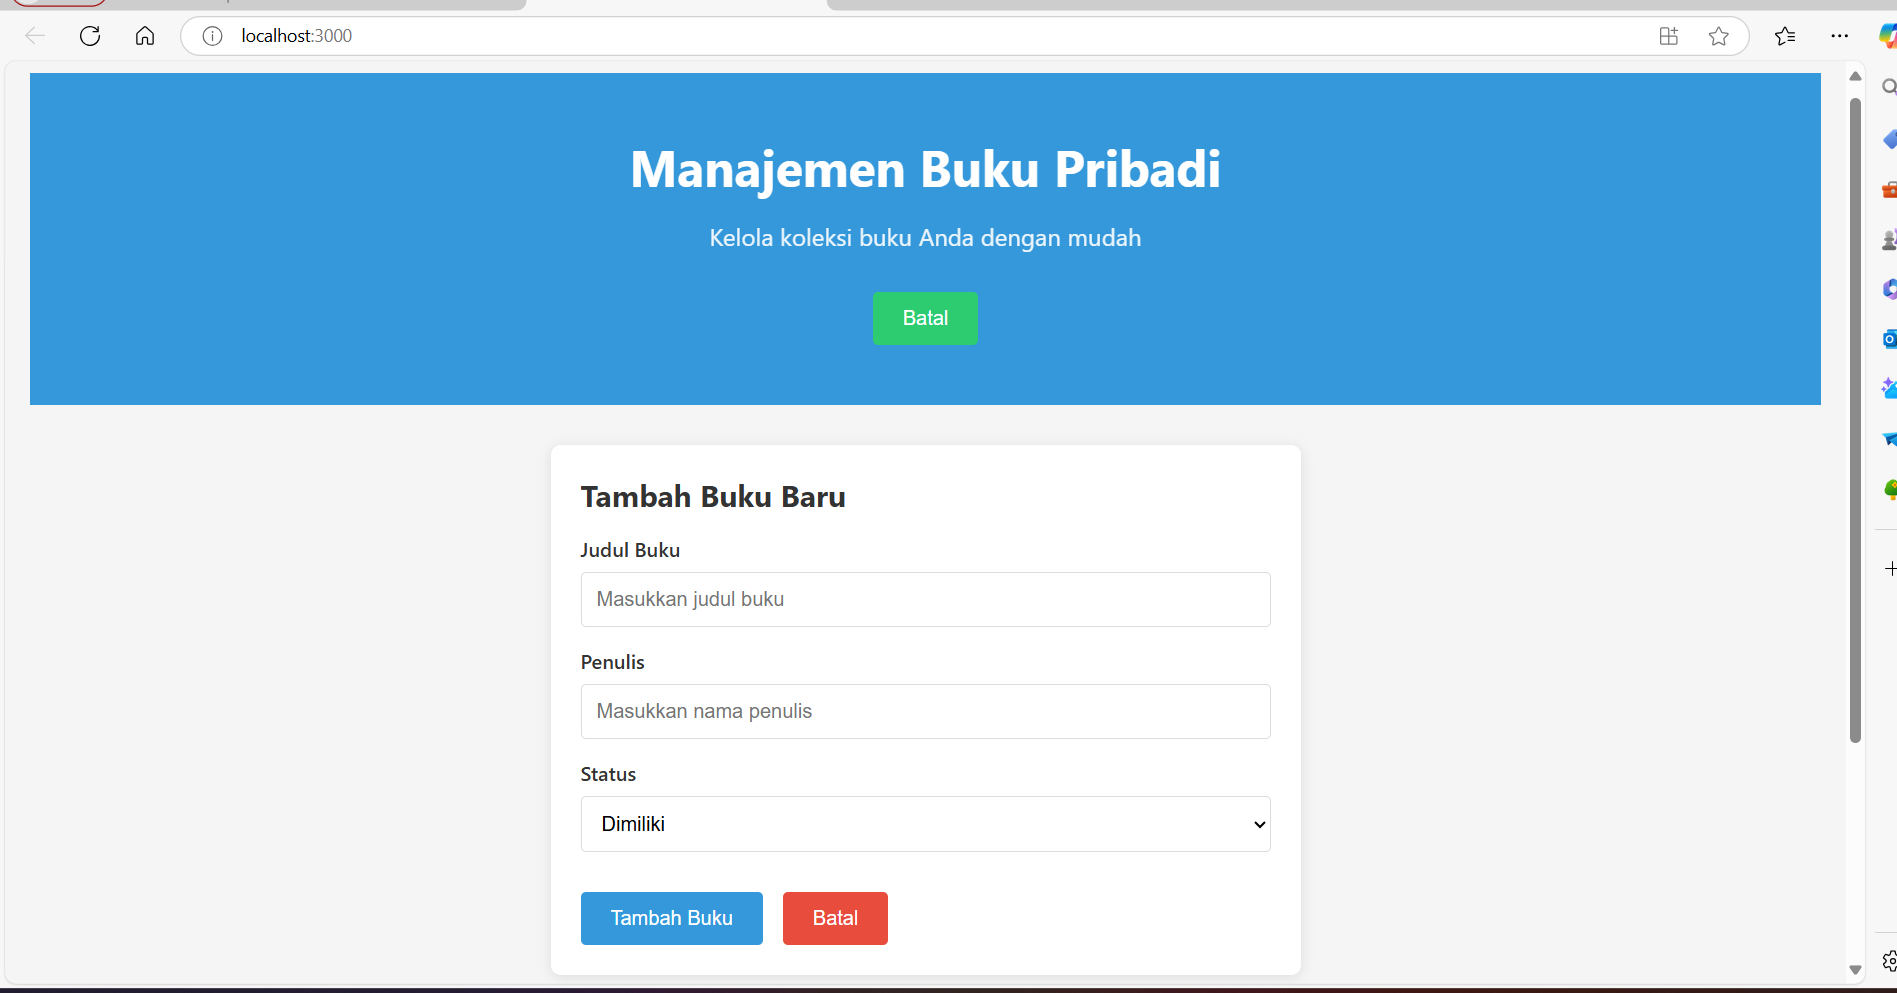 localhost:3000
Manajemen Buku Pribadi
Kelola koleksi buku Anda dengan mudah
Batal
Tambah Buku Baru
Judul Buku
Masukkan judul buku
Penulis
Masukkan nama penulis
Status
Dimiliki
Tambah Buku
Batal